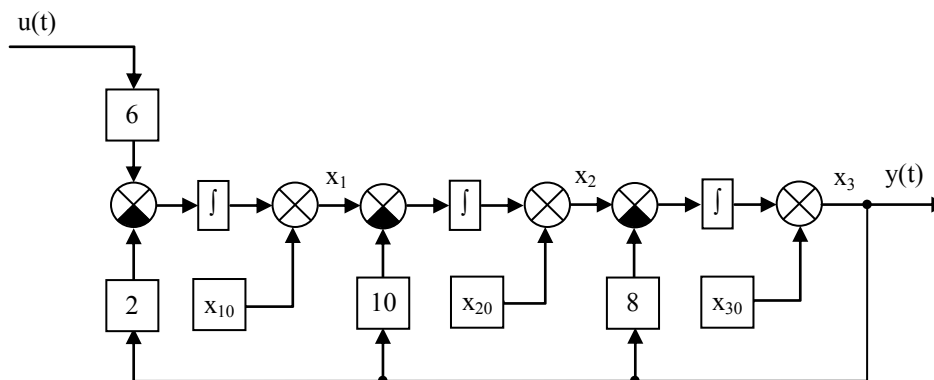 u(t)
6
∫
x₁
∫
x₂
∫
x₃
y(t)
2
x₁₀
10
x₂₀
8
x₃₀